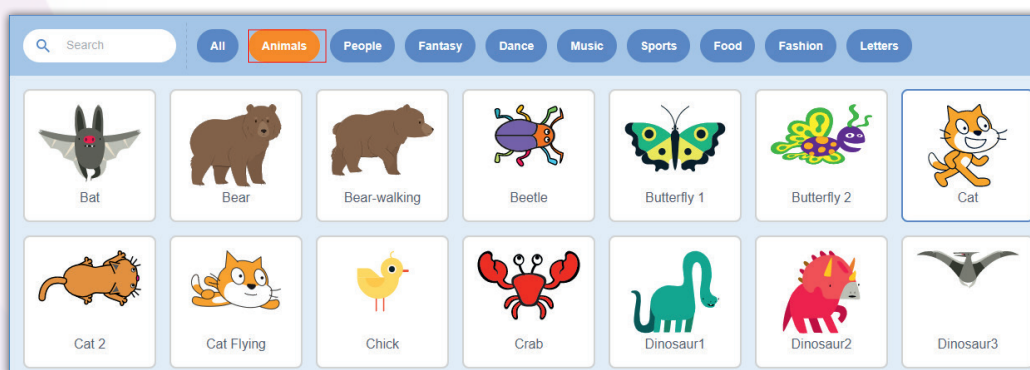 Search All Animals People Fantasy Dance Music Sports Food Fashion Letters
Bat Bear Bear-walking Beetle Butterfly 1 Butterfly 2 Cat
Cat 2 Cat Flying Chick Crab Dinosaur1 Dinosaur2 Dinosaur3